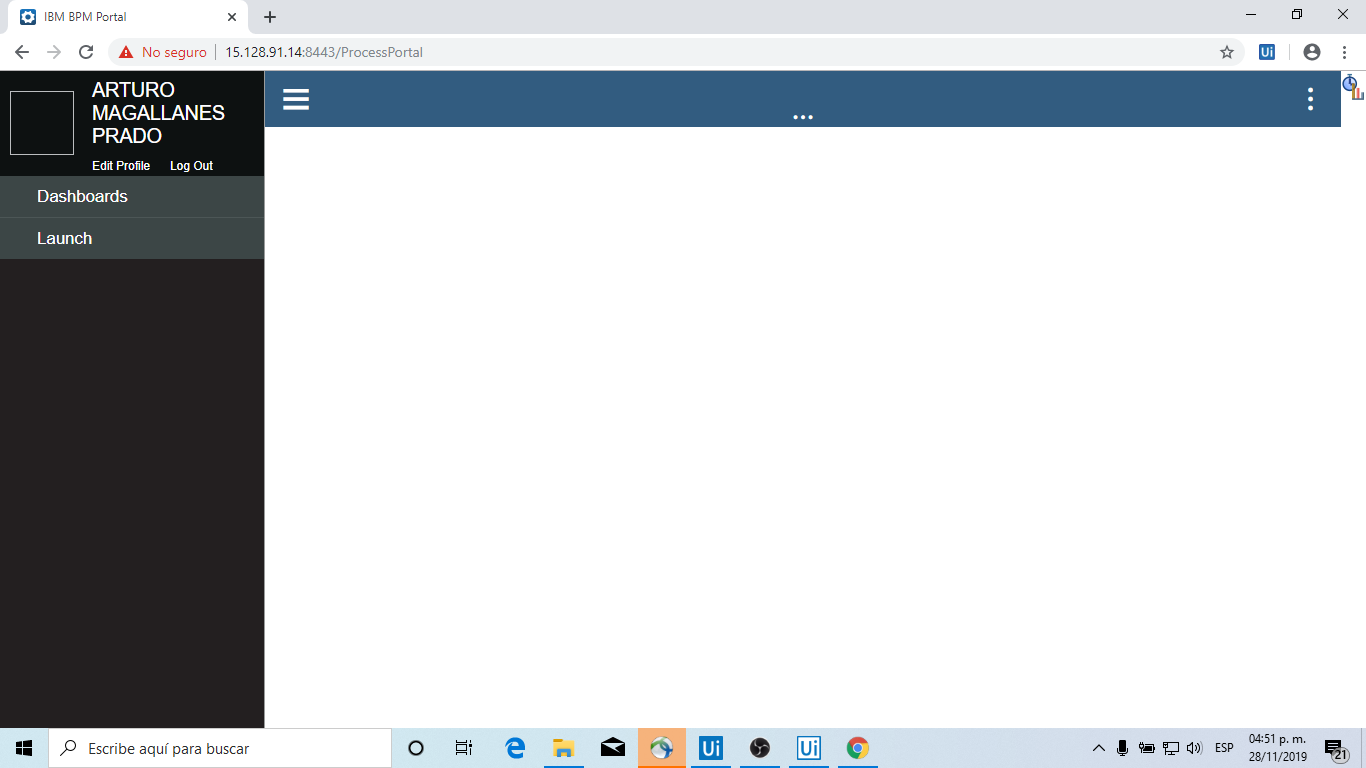 IBM BPM Portal
No seguro
15.128.91.14:8443/ProcessPortal
Ui
ARTURO
MAGALLANES
PRADO
Edit Profile Log Out
Dashboards
Launch
Escribe aquí para buscar
Ui
Ui
ESP
04:51 p. m.
28/11/2019
21